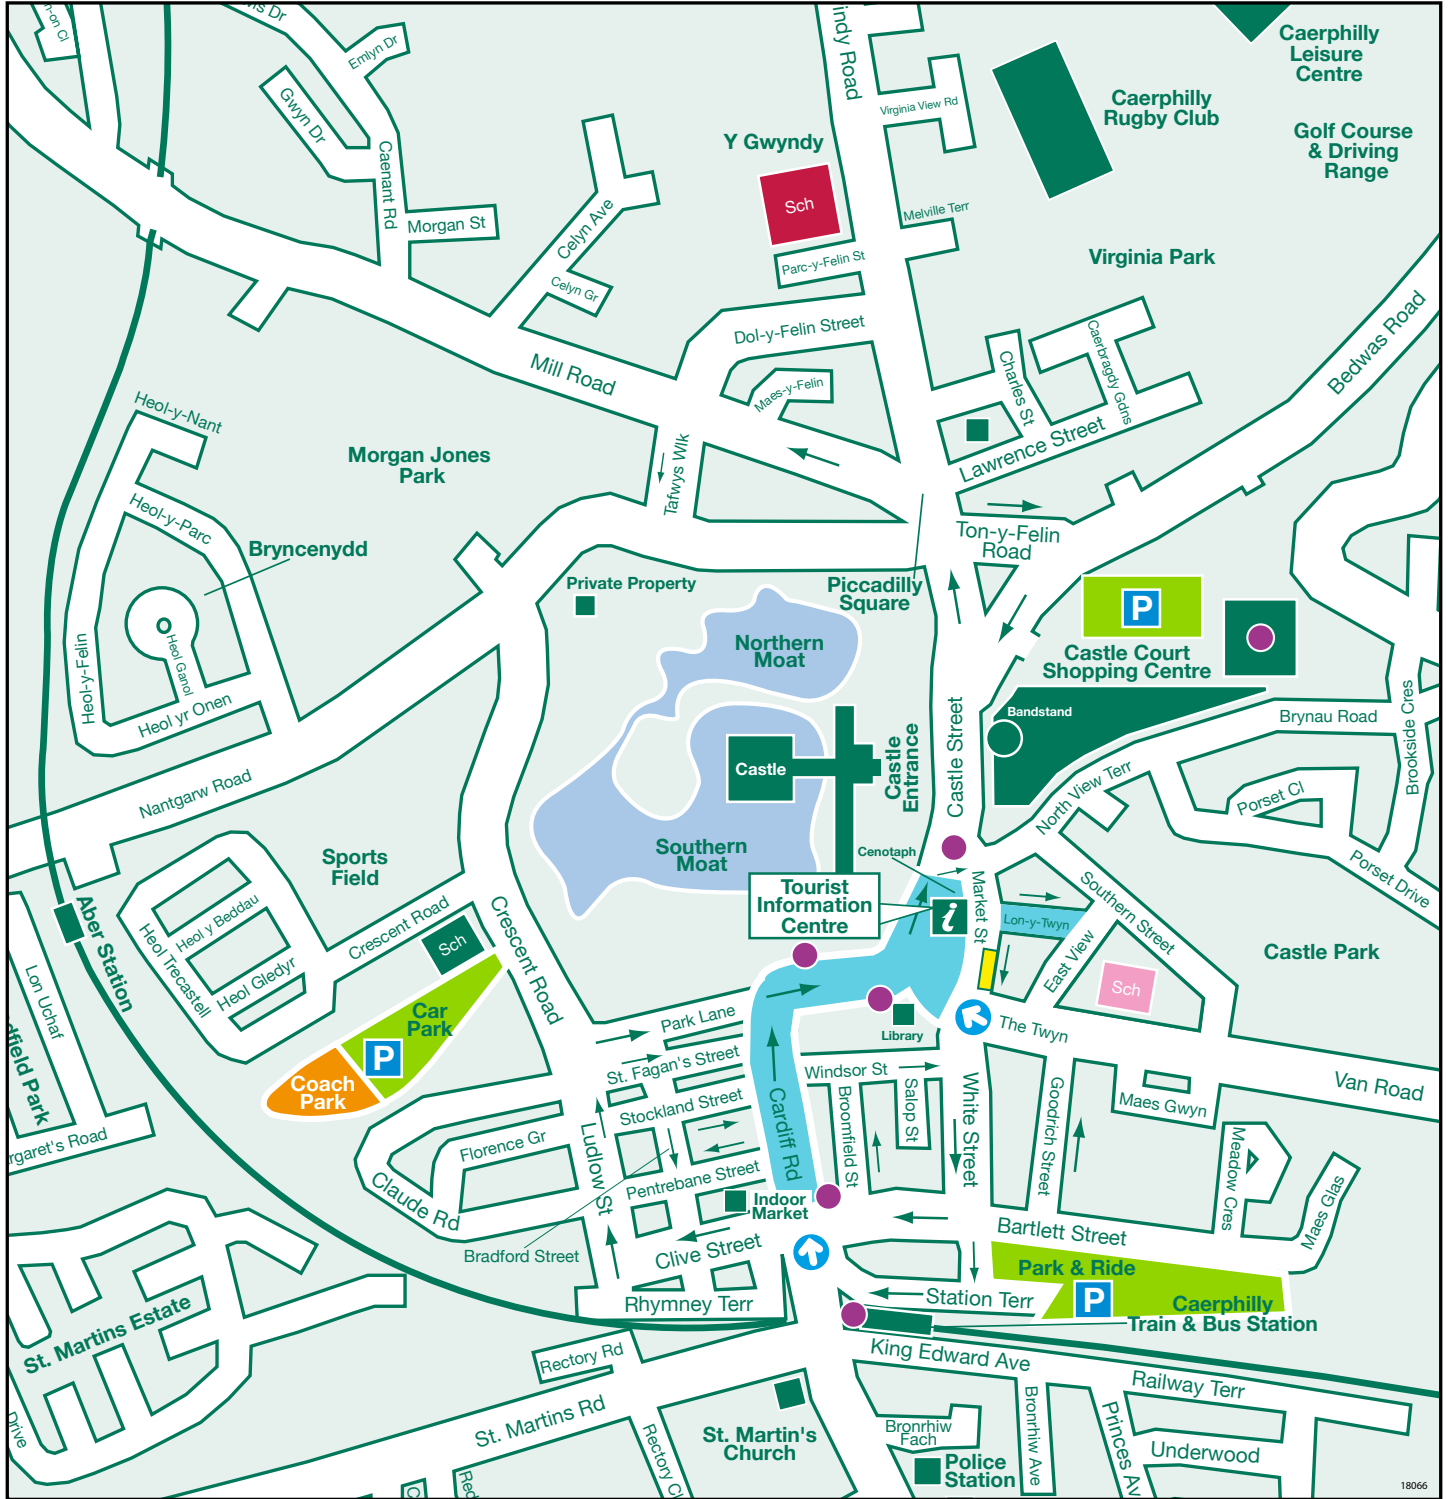 Emlyn Dr
Gwyn Dr
Caenant Rd
Morgan St
Celyn Ave
Celyn Gr
Y Gwyndy
Sch
Parc-y-Felin St
indy Road
Virginia View Rd
Melville Terr
Caerphilly
Rugby Club
Caerphilly
Leisure
Centre
Golf Course
& Driving
Range
Virginia Park
Bedwas Road
Dol-y-Felin Street
Maes-y-Felin
Mill Road
Tafwys Wlk
Charles St
Caerbragdy Gdns
Lawrence Street
Ton-y-Felin
Road
Piccadilly
Square
Heol-y-Nant
Morgan Jones
Park
Heol-y-Parc
Bryncenydd
Heol-y-Felin
Heol Ganol
Heol yr Onen
Nantgarw Road
Private Property
Northern
Moat
Castle
Castle
Entrance
Southern
Moat
Castle Street
P
Castle Court
Shopping Centre
Bandstand
Brynau Road
Brookside Cres
North View Terr
Porset Cl
Porset Drive
Cenotaph
Tourist
Information
Centre
i
Market St
Lon-y-Twyn
Southern Street
East View
Sch
Castle Park
Sports
Field
Crescent Road
Sch
Crescent Road
Heol y Beddau
Heol Trecastell
Heol Gledyr
Aber Station
Lon Uchaf
dfield Park
rgaret's Road
Car
Park
P
Coach
Park
Park Lane
St. Fagan's Street
Stockland Street
Pentrebane Street
Florence Gr
Claude Rd
Ludlow St
Bradford Street
Clive Street
Rhymney Terr
Cardiff Rd
Indoor
Market
Library
Windsor St
Broomfield St
Salop St
White Street
The Twyn
Goodrich Street
Van Road
Maes Gwyn
Meadow Cres
Maes Glas
Bartlett Street
Park & Ride
P
Station Terr
Caerphilly
Train & Bus Station
King Edward Ave
Railway Terr
St. Martins Estate
Drive
Rectory Rd
St. Martins Rd
Rectory Cl
Red
St. Martin's
Church
Bronrhiw
Fach
Bronrhiw Ave
Princes Av
Underwood
Police
Station
18066